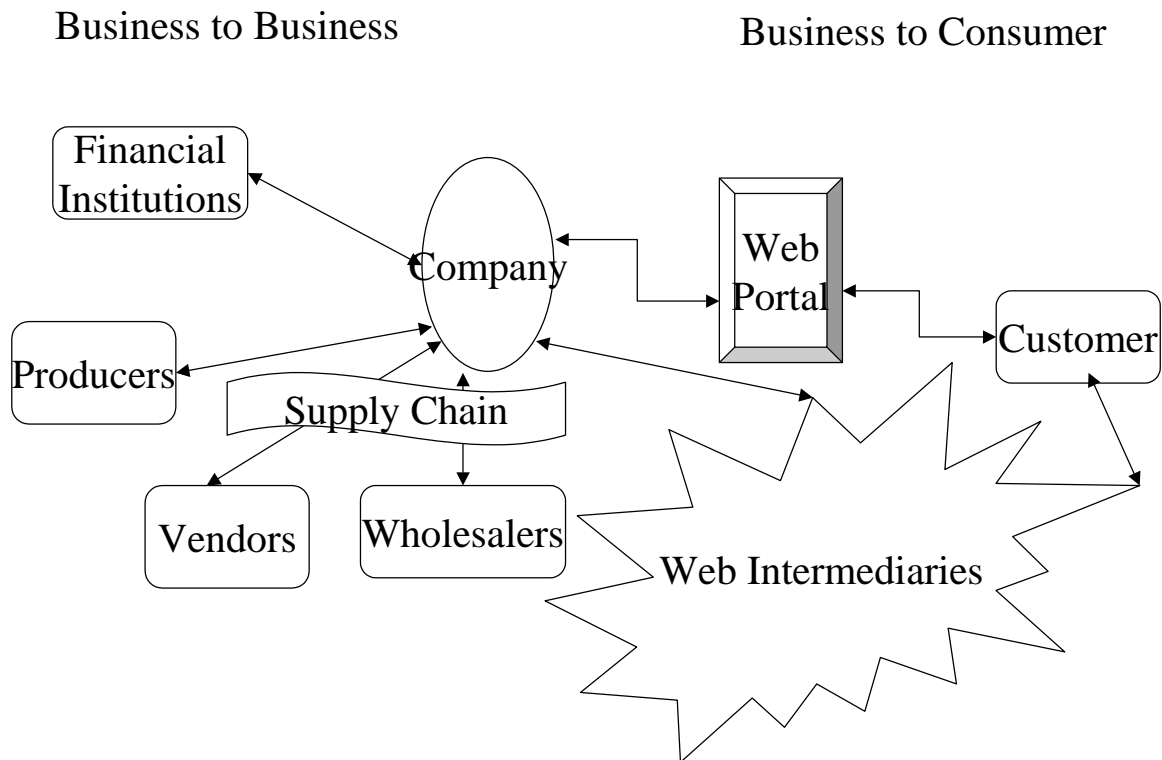 Business to Business
Business to Consumer
Financial
Institutions
Company
Web
Portal
Customer
Producers
Supply Chain
Vendors
Wholesalers
Web Intermediaries